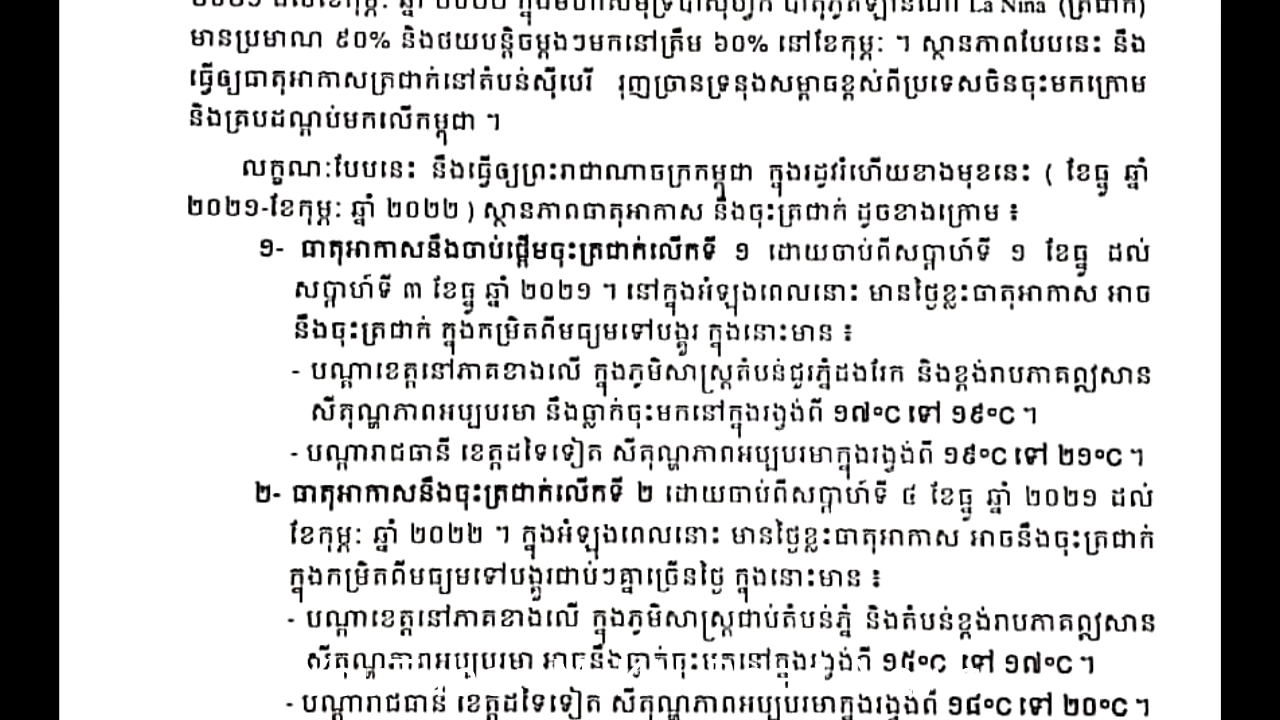 មានប្រមាណ ៩០% និងថយបន្តិចម្តងៗមកនៅត្រឹម ៦០% នៅខែកុម្ភៈ ។ ស្ថានភាពបែបនេះ នឹង
ធ្វើឲ្យធាតុអាកាសត្រជាក់នៅតំបន់ស៊ីបេរី រុញច្រានទ្រនុងសម្ពាធខ្ពស់ពីប្រទេសចិនចុះមកក្រោម
និងគ្របដណ្តប់មកលើកម្ពុជា ។
លក្ខណៈបែបនេះ នឹងធ្វើឲ្យព្រះរាជាណាចក្រកម្ពុជា ក្នុងរដូវរំហើយខាងមុខនេះ ( ខែធ្នូ ឆ្នាំ
២០២១-ខែកុម្ភៈ ឆ្នាំ ២០២២ ) ស្ថានភាពធាតុអាកាស នឹងចុះត្រជាក់ ដូចខាងក្រោម ៖
១- ធាតុអាកាសនឹងចាប់ផ្តើមចុះត្រជាក់លើកទី ១ ដោយចាប់ពីសប្តាហ៍ទី ១ ខែធ្នូ ដល់
សប្តាហ៍ទី ៣ ខែធ្នូ ឆ្នាំ ២០២១ ។ នៅក្នុងអំឡុងពេលនោះ មានថ្ងៃខ្លះធាតុអាកាស អាច
នឹងចុះត្រជាក់ ក្នុងកម្រិតពីមធ្យមទៅបង្គួរ ក្នុងនោះមាន ៖
- បណ្តាខេត្តនៅភាគខាងលើ ក្នុងភូមិសាស្ត្រតំបន់ជួរភ្នំដងរែក និងខ្ពង់រាបភាគឦសាន
សីតុណ្ហភាពអប្បបរមា នឹងធ្លាក់ចុះមកនៅក្នុងរង្វង់ពី ១៧°C ទៅ ១៩°C ។
- បណ្តារាជធានី ខេត្តដទៃទៀត សីតុណ្ហភាពអប្បបរមាក្នុងរង្វង់ពី ១៩°C ទៅ ២១°C ។
២- ធាតុអាកាសនឹងចុះត្រជាក់លើកទី ២ ដោយចាប់ពីសប្តាហ៍ទី ៤ ខែធ្នូ ឆ្នាំ ២០២១ ដល់
ខែកុម្ភៈ ឆ្នាំ ២០២២ ។ ក្នុងអំឡុងពេលនោះ មានថ្ងៃខ្លះធាតុអាកាស អាចនឹងចុះត្រជាក់
ក្នុងកម្រិតពីមធ្យមទៅបង្គួរជាប់ៗគ្នាច្រើនថ្ងៃ ក្នុងនោះមាន ៖
- បណ្តាខេត្តនៅភាគខាងលើ ក្នុងភូមិសាស្ត្រជាប់តំបន់ភ្នំ និងតំបន់ខ្ពង់រាបភាគឦសាន
សីតុណ្ហភាពអប្បបរមា អាចនឹងធ្លាក់ចុះមកនៅក្នុងរង្វង់ពី ១៥°C ទៅ ១៧°C ។
- បណ្តារាជធានី ខេត្តដទៃទៀត សីតុណ្ហភាពអប្បបរមាក្នុងរង្វង់ពី ១៨°C ទៅ ២០°C ។